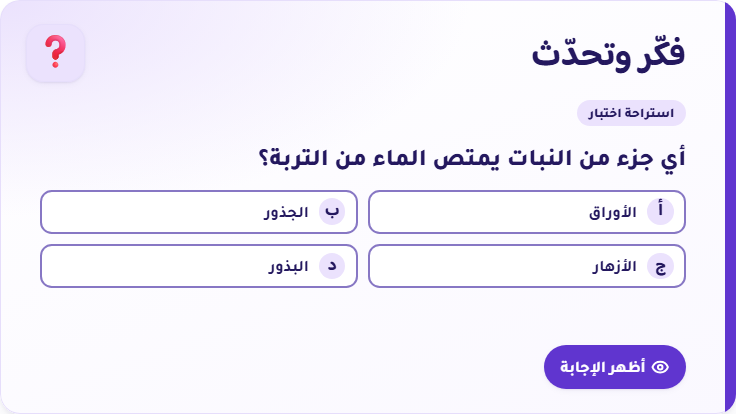 فكّر وتحدّث
❓
استراحة اختبار
أي جزء من النبات يمتص الماء من التربة؟
أ الأوراق
ب الجذور
ج الأزهار
د البذور
أظهر الإجابة